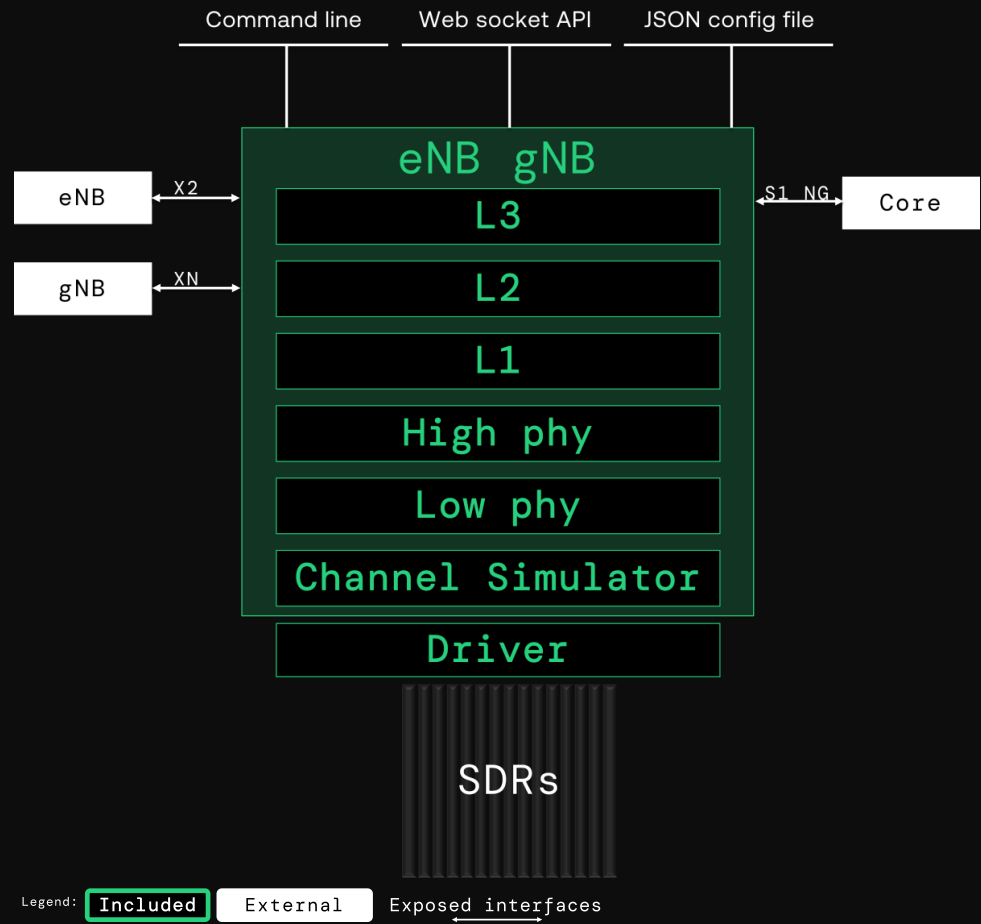 Command line
Web socket API
JSON config file
eNB gNB
eNB
X2
S1 NG
Core
L3
gNB
XN
L2
L1
High phy
Low phy
Channel Simulator
Driver
SDRs
Legend:
Included
External
Exposed interfaces